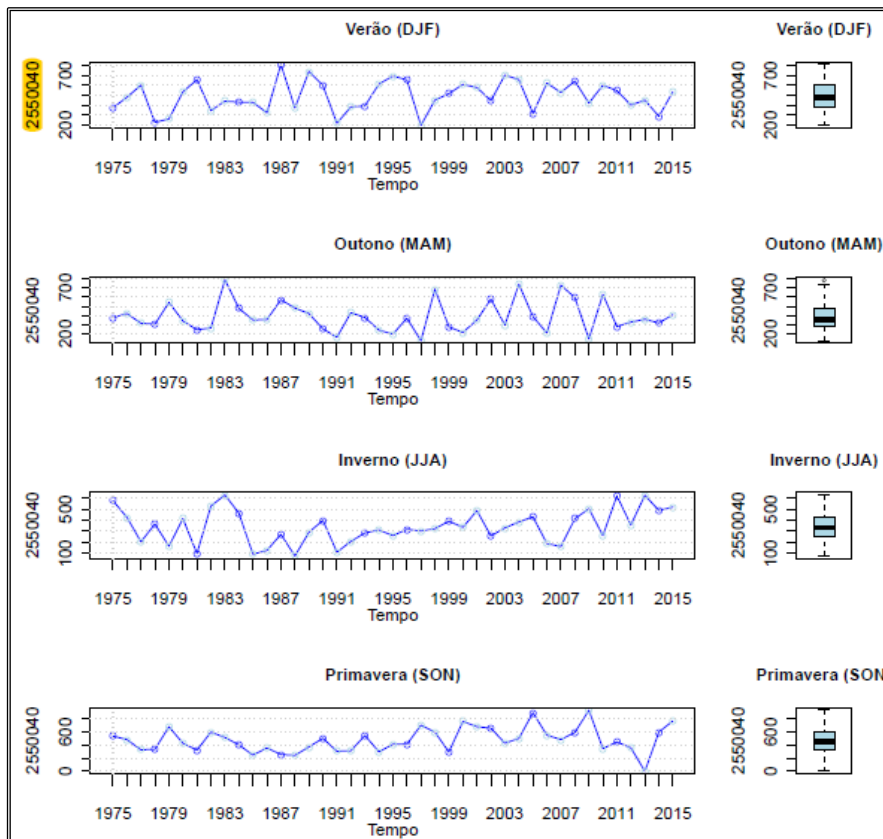 Verão (DJF)
Verão (DJF)
2550040
200 700
1975 1979 1983 1987 1991 1995 1999 2003 2007 2011 2015
Tempo
2550040
200 700
Outono (MAM)
Outono (MAM)
2550040
200 700
1975 1979 1983 1987 1991 1995 1999 2003 2007 2011 2015
Tempo
2550040
200 700
Inverno (JJA)
Inverno (JJA)
2550040
100 500
1975 1979 1983 1987 1991 1995 1999 2003 2007 2011 2015
Tempo
2550040
100 500
Primavera (SON)
Primavera (SON
2550040
0 600
1975 1979 1983 1987 1991 1995 1999 2003 2007 2011 2015
Tempo
2550040
0 600